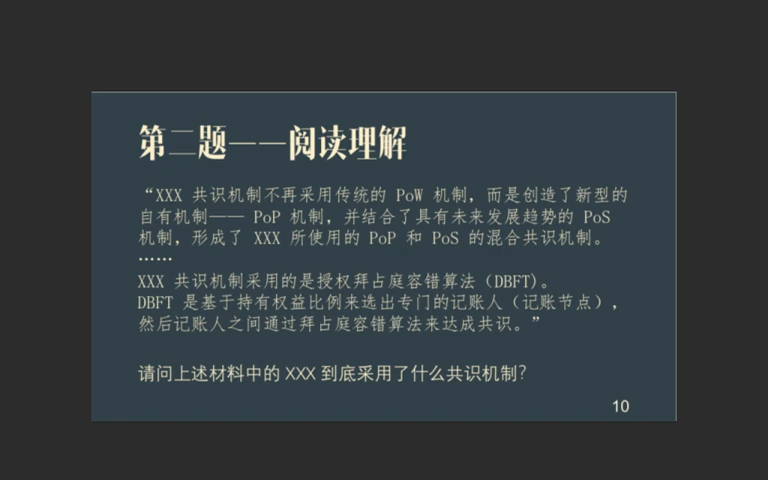 第二题——阅读理解
“XXX 共识机制不再采用传统的 PoW 机制，而是创造了新型的
自有机制—— PoP 机制，并结合了具有未来发展趋势的 PoS
机制，形成了 XXX 所使用的 PoP 和 PoS 的混合共识机制。
……
XXX 共识机制采用的是授权拜占庭容错算法（DBFT)。
DBFT 是基于持有权益比例来选出专门的记账人（记账节点），
然后记账人之间通过拜占庭容错算法来达成共识。”
请问上述材料中的 XXX 到底采用了什么共识机制?
10